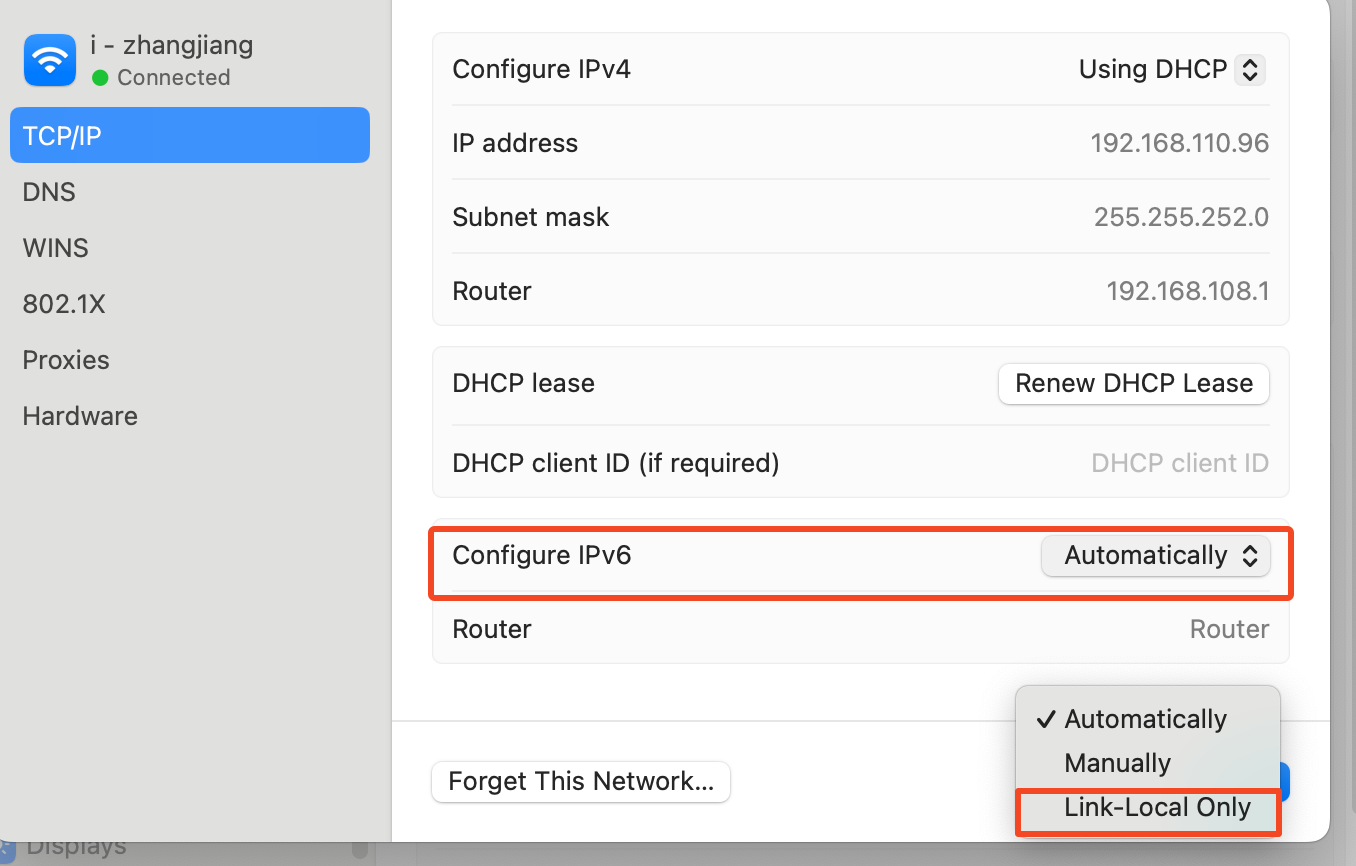 i - zhangjiang
Connected
TCP/IP
DNS
WINS
802.1X
Proxies
Hardware
Configure IPv4 Using DHCP
IP address 192.168.110.96
Subnet mask 255.255.252.0
Router 192.168.108.1
DHCP lease Renew DHCP Lease
DHCP client ID (if required) DHCP client ID
Configure IPv6 Automatically
Router Router
Automatically
Manually
Link-Local Only
Forget This Network...
Displays